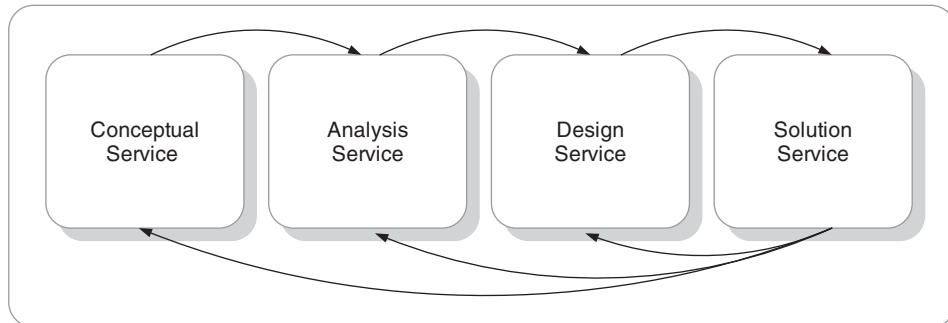 Conceptual
Service
Analysis
Service
Design
Service
Solution
Service